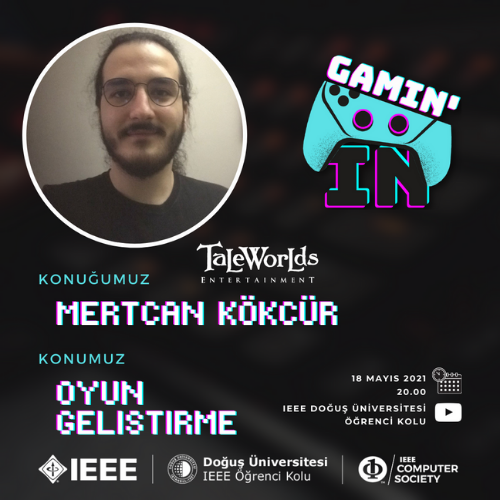 GAMIN'
IN
TaleWorlds
ENTERTAINMENT
KONUĞUMUZ
MERTCAN KÖKCÜR
KONUMUZ
OYUN
GELISTIRME
18 MAYIS 2021
20.00
IEEE DOĞUŞ ÜNİVERSİTESİ
ÖĞRENCİ KOLU
IEEE
Doğuş Üniversitesi
IEEE Öğrenci Kolu
IEEE
COMPUTER
SOCIETY